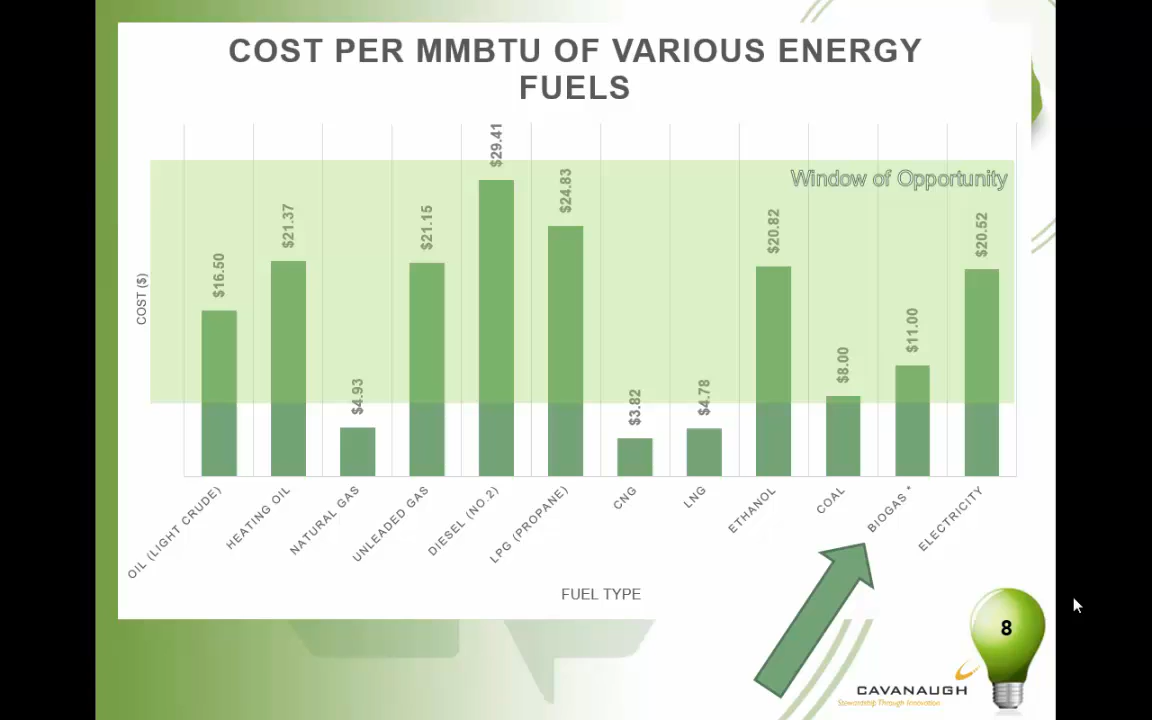 COST PER MMBTU OF VARIOUS ENERGY
FUELS
Window of Opportunity
COST ($)
$16.50
$21.37
$4.93
$21.15
$29.41
$24.83
$3.82
$4.78
$20.82
$8.00
$11.00
$20.52
OIL (LIGHT CRUDE)
HEATING OIL
NATURAL GAS
UNLEADED GAS
DIESEL (NO.2)
LPG (PROPANE)
CNG
LNG
ETHANOL
COAL
BIOGAS *
ELECTRICITY
FUEL TYPE
8
CAVANAUGH
Stewardship Through Innovation